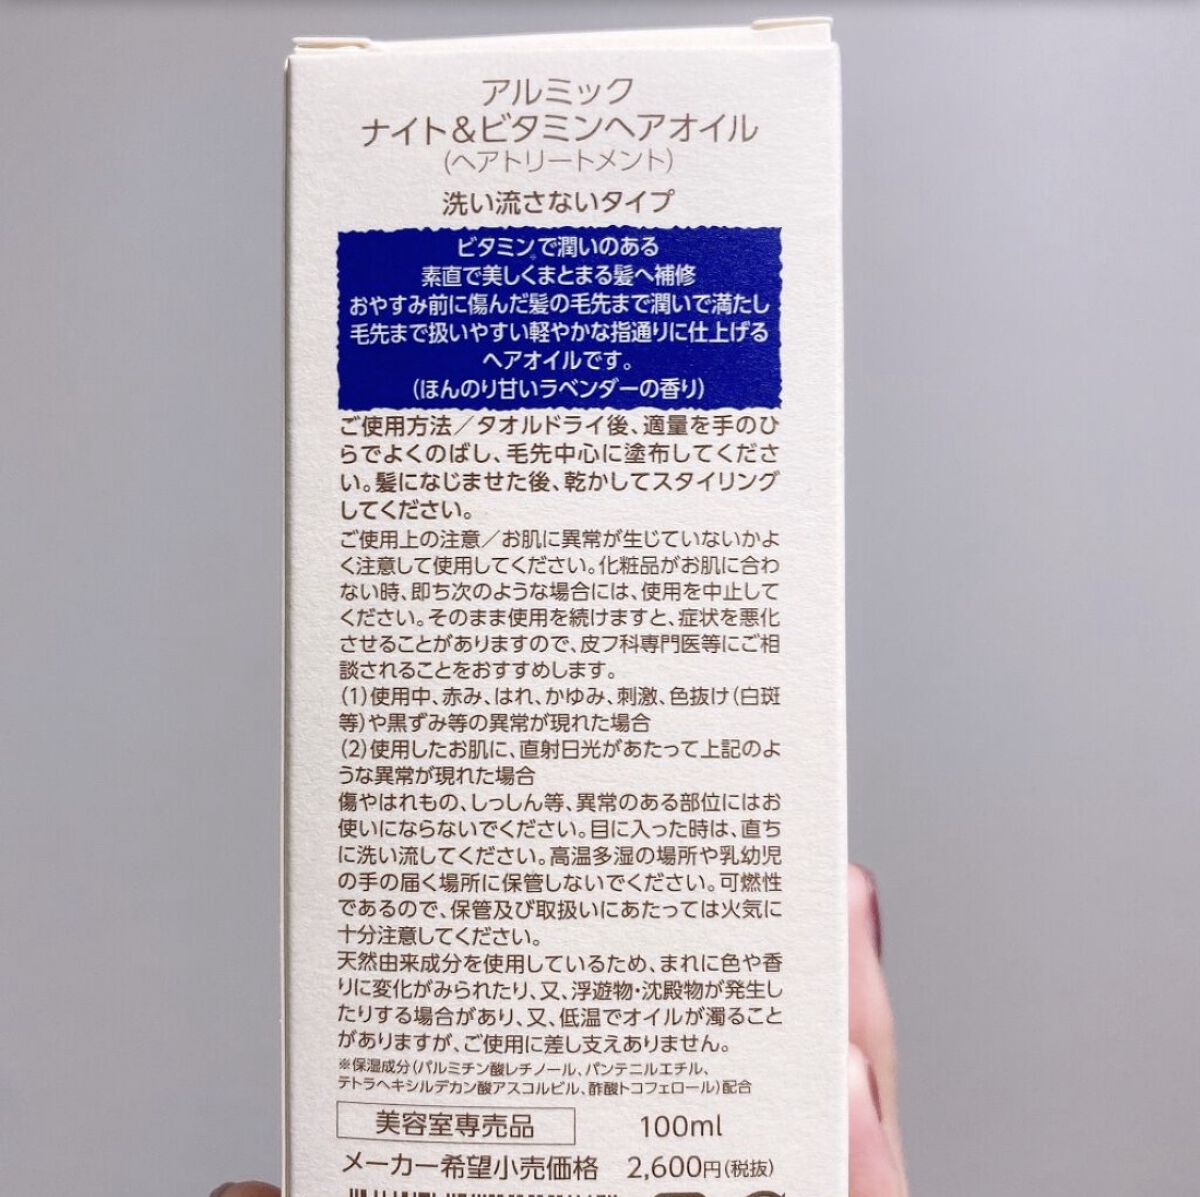 アルミック
ナイト＆ビタミンヘアオイル
(ヘアトリートメント)
洗い流さないタイプ
ビタミン※で潤いのある
素直で美しくまとまる髪へ補修
おやすみ前に傷んだ髪の毛先まで潤いで満たし
毛先まで扱いやすい軽やかな指通りに仕上げる
ヘアオイルです。
(ほんのり甘いラベンダーの香り)
ご使用方法／タオルドライ後、適量を手のひ
らでよくのばし、毛先中心に塗布してくださ
い。髪になじませた後、乾かしてスタイリング
してください。
ご使用上の注意／お肌に異常が生じていないかよ
く注意して使用してください。化粧品がお肌に合わ
ない時、即ち次のような場合には、使用を中止して
ください。そのまま使用を続けますと、症状を悪化
させることがありますので、皮フ科専門医等にご相
談されることをおすすめします。
(1)使用中、赤み、はれ、かゆみ、刺激、色抜け(白斑
等)や黒ずみ等の異常が現れた場合
(2)使用したお肌に、直射日光があたって上記のよ
うな異常が現れた場合
傷やはれもの、しっしん等、異常のある部位にはお
使いにならないでください。目に入った時は、直ち
に洗い流してください。高温多湿の場所や乳幼児
の手の届く場所に保管しないでください。可燃性
であるので、保管及び取扱いにあたっては火気に
十分注意してください。
天然由来成分を使用しているため、まれに色や香
りに変化がみられたり、又、浮遊物・沈殿物が発生し
たりする場合があり、又、低温でオイルが濁ること
がありますが、ご使用に差し支えありません。
※保湿成分(パルミチン酸レチノール、パンテニルエチル、
テトラヘキシルデカン酸アスコルビル、酢酸トコフェロール)配合
美容室専売品 100ml
メーカー希望小売価格 2,600円(税抜)